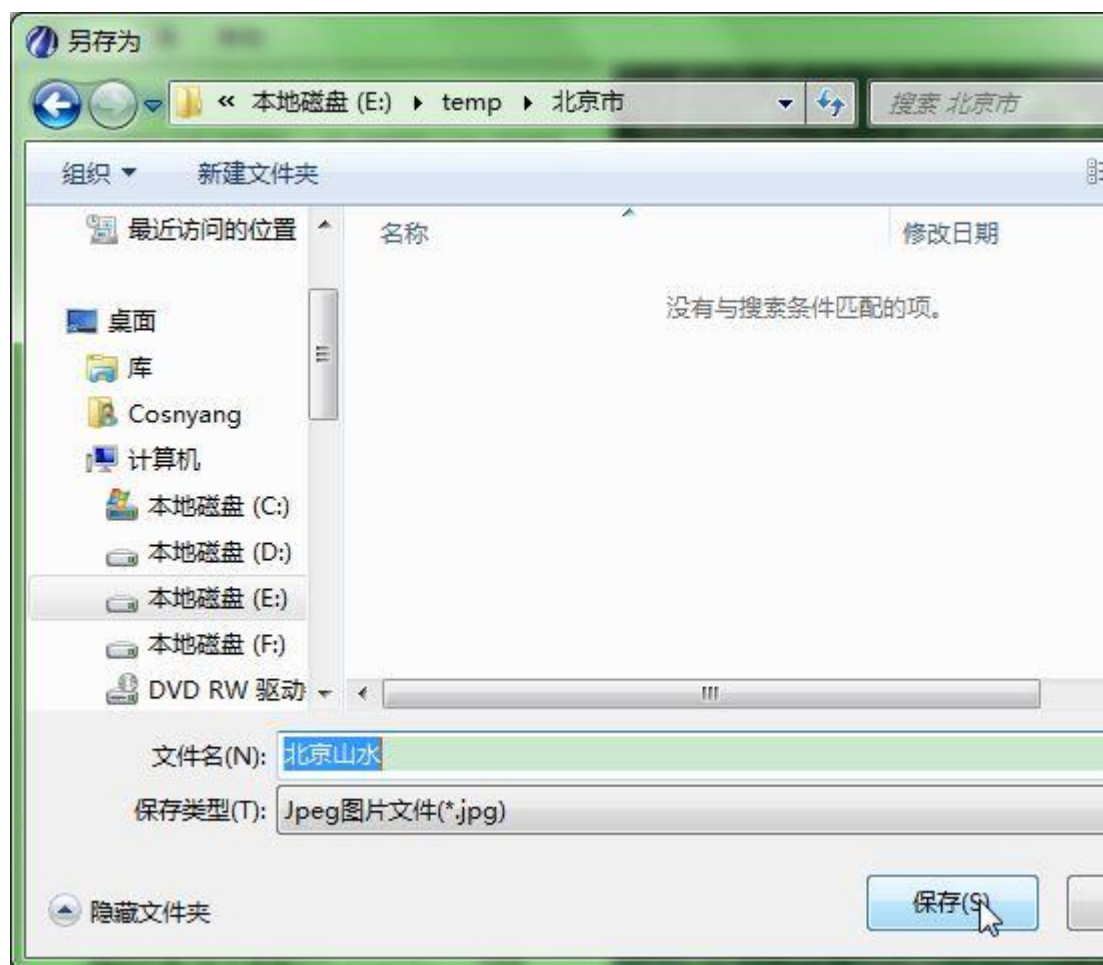 另存为
« 本地磁盘 (E:) ▸ temp ▸ 北京市
搜索 北京市
组织
新建文件夹
最近访问的位置
名称
修改日期
没有与搜索条件匹配的项。
桌面
库
Cosnyang
计算机
本地磁盘 (C:)
本地磁盘 (D:)
本地磁盘 (E:)
本地磁盘 (F:)
DVD RW 驱动
文件名(N): 北京山水
保存类型(T): Jpeg图片文件(*.jpg)
隐藏文件夹
保存(S)